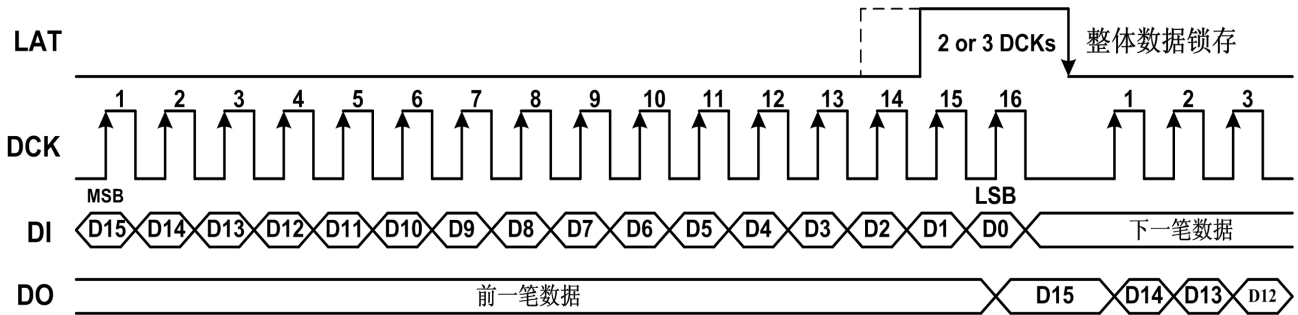 LAT 2 or 3 DCKs 整体数据锁存
1 2 3 4 5 6 7 8 9 10 11 12 13 14 15 16 1 2 3
DCK
MSB LSB
DI D15 D14 D13 D12 D11 D10 D9 D8 D7 D6 D5 D4 D3 D2 D1 D0 下一笔数据
DO 前一笔数据 D15 D14 D13 D12